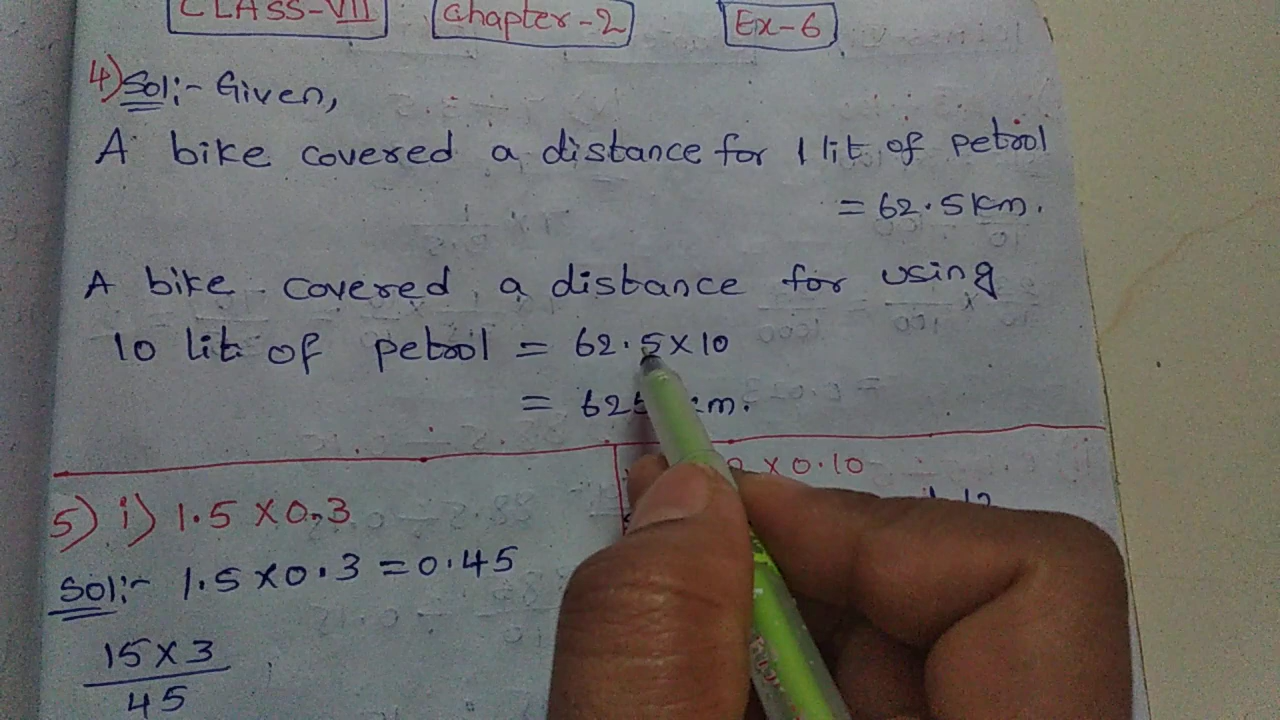 CLASS-VII Chapter-2 Ex-6
4) Sol:- Given,
A bike covered a distance for 1 lit of petrol
= 62.5km.
A bike covered a distance for using
10 lit of petrol = 62.5×10
= 625 km.
5) i) 1.5×0.3
×0.10
Sol:- 1.5×0.3=0.45
15×3
45